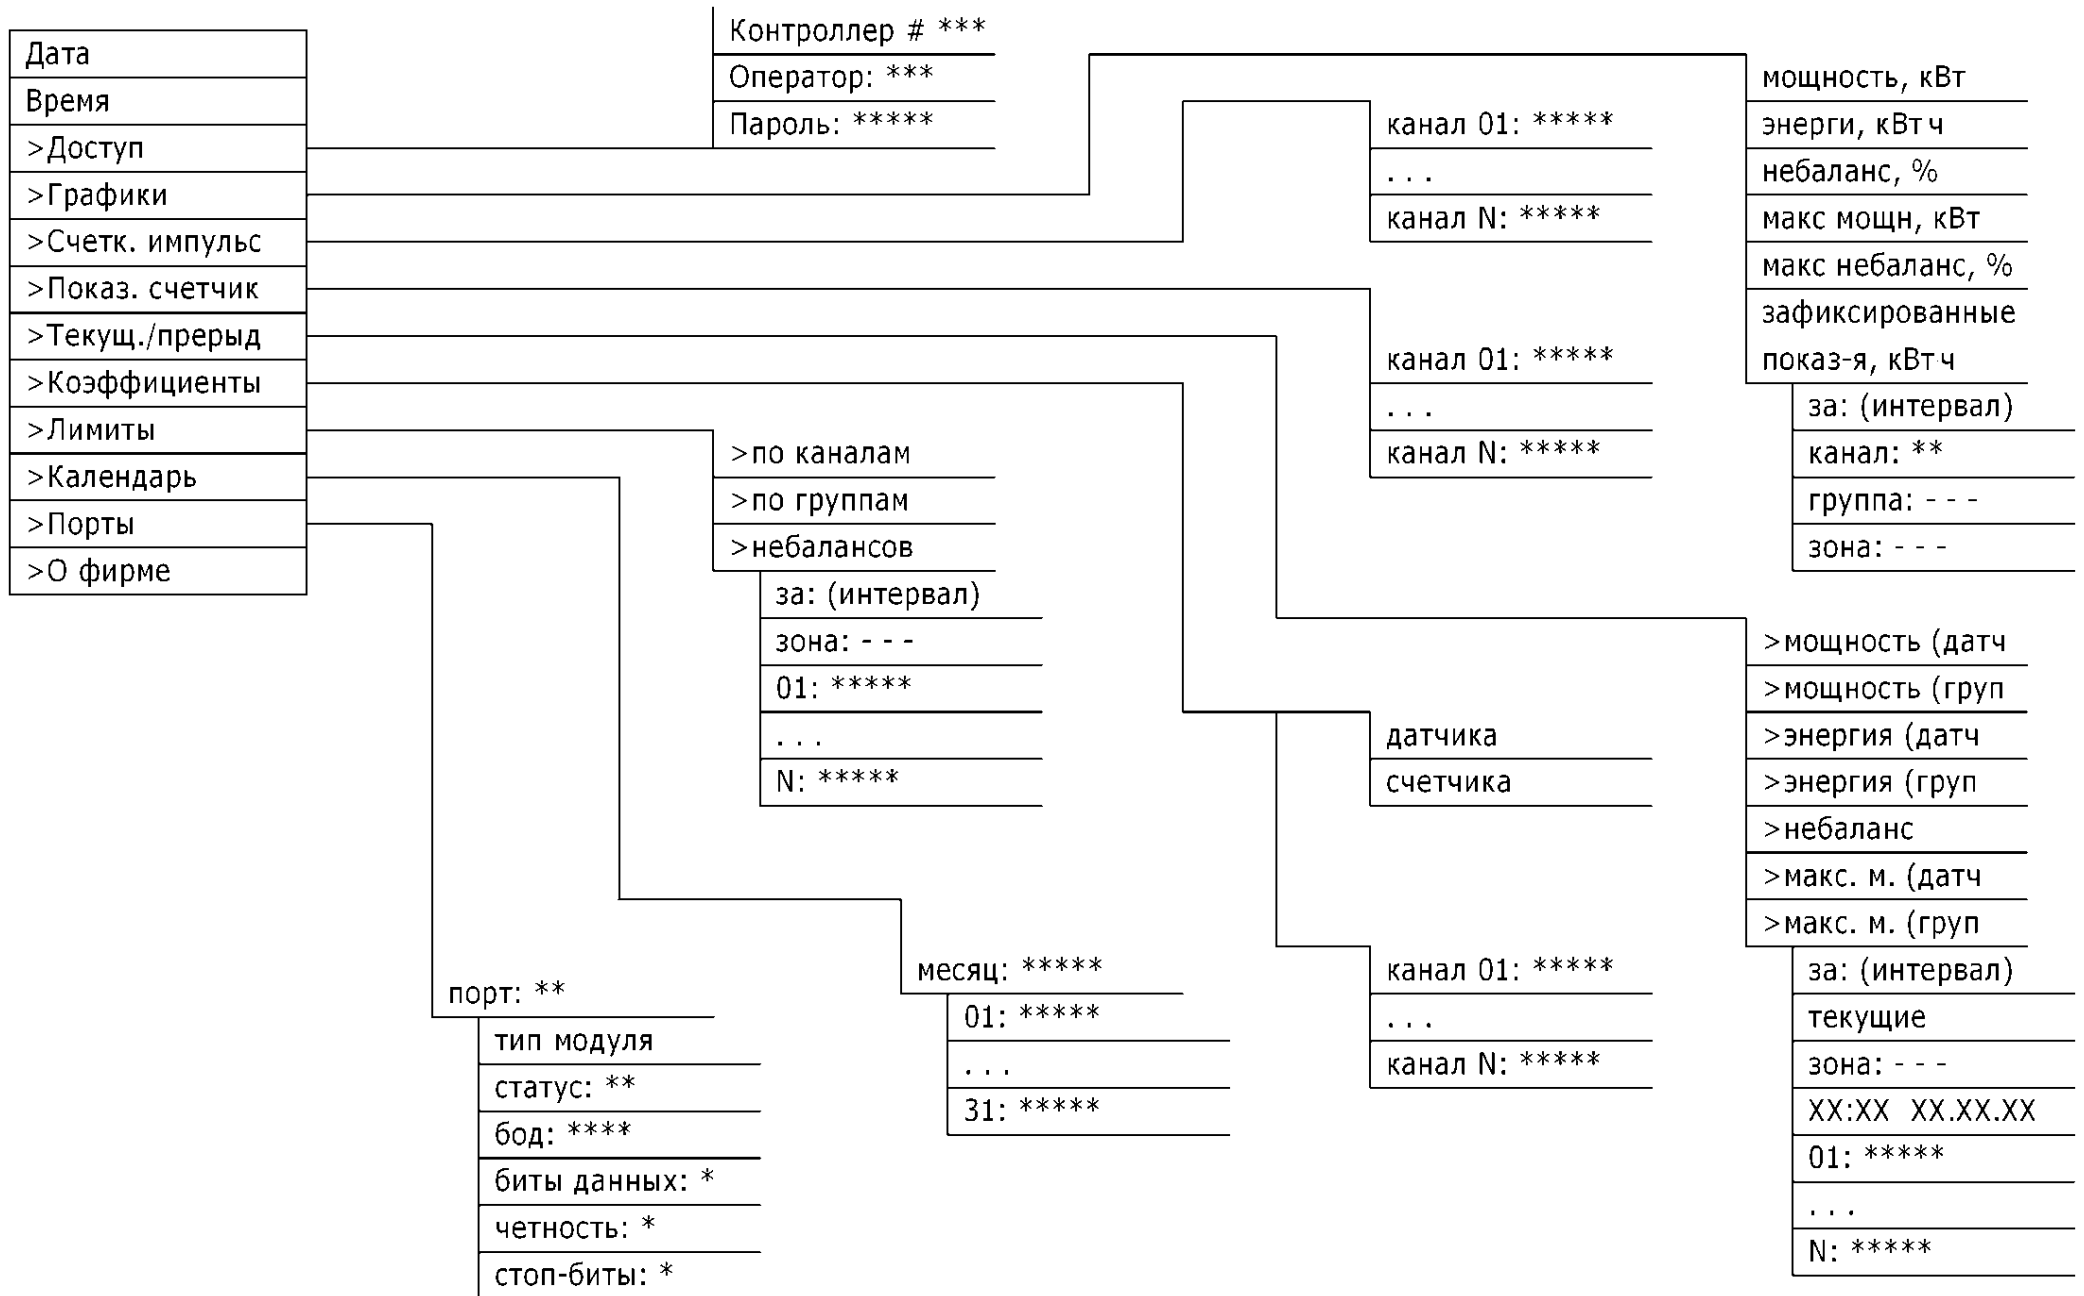 Дата
Время
>Доступ
>Графики
>Счетк. импульс
>Показ. счетчик
>Текущ./прерыд
>Коэффициенты
>Лимиты
>Календарь
>Порты
>О фирме
Контроллер # ***
Оператор: ***
Пароль: *****
мощность, кВт
энерги, кВт·ч
небаланс, %
макс мощн, кВт
макс небаланс, %
зафиксированные
показ-я, кВт·ч
за: (интервал)
канал: **
группа: - - -
зона: - - -
канал 01: *****
. . .
канал N: *****
канал 01: *****
. . .
канал N: *****
>по каналам
>по группам
>небалансов
за: (интервал)
зона: - - -
01: *****
. . .
N: *****
датчика
счетчика
канал 01: *****
. . .
канал N: *****
>мощность (датч
>мощность (груп
>энергия (датч
>энергия (груп
>небаланс
>макс. м. (датч
>макс. м. (груп
за: (интервал)
текущие
зона: - - -
XX:XX XX.XX.XX
01: *****
. . .
N: *****
месяц: *****
01: *****
. . .
31: *****
порт: **
тип модуля
статус: **
бод: ****
биты данных: *
четность: *
стоп-биты: *